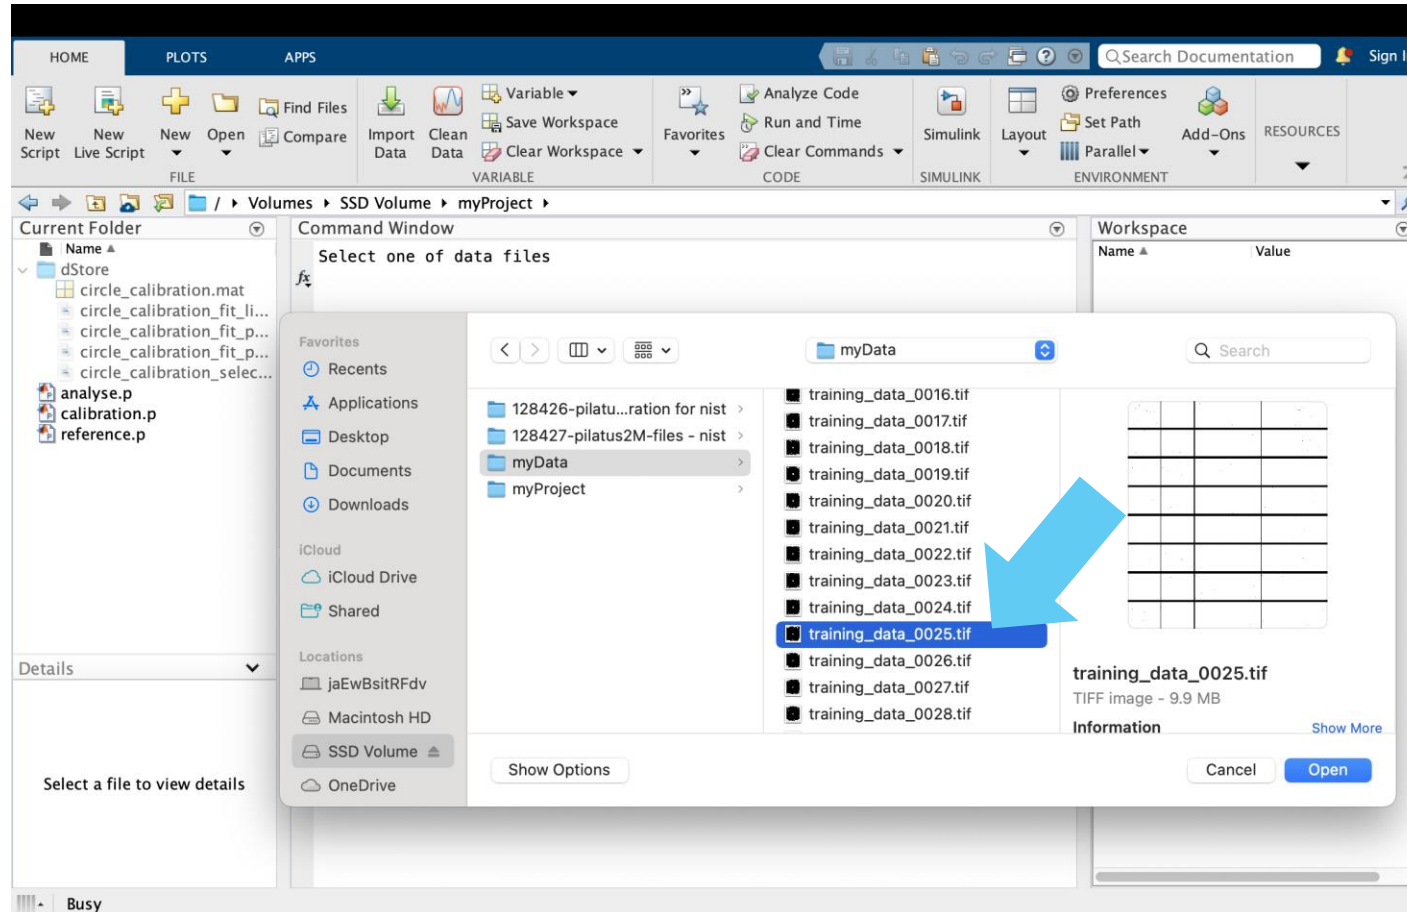 HOME PLOTS APPS
Search Documentation Sign I
New Script
New Live Script
New
Open
Find Files
Compare
FILE
Import Data
Clean Data
Variable
Save Workspace
Clear Workspace
VARIABLE
Favorites
Analyze Code
Run and Time
Clear Commands
CODE
Simulink
SIMULINK
Layout
Preferences
Set Path
Parallel
ENVIRONMENT
Add-Ons
RESOURCES
/ Volumes SSD Volume myProject
Current Folder
Name
dStore
circle_calibration.mat
circle_calibration_fit_li...
circle_calibration_fit_p...
circle_calibration_fit_p...
circle_calibration_selec...
analyse.p
calibration.p
reference.p
Details
Select a file to view details
Command Window
Select one of data files
fx
Workspace
Name Value
Favorites
Recents
Applications
Desktop
Documents
Downloads
iCloud
iCloud Drive
Shared
Locations
jaEwBsitRFdv
Macintosh HD
SSD Volume
OneDrive
myData
Search
128426-pilatu...ration for nist
128427-pilatus2M-files - nist
myData
myProject
training_data_0016.tif
training_data_0017.tif
training_data_0018.tif
training_data_0019.tif
training_data_0020.tif
training_data_0021.tif
training_data_0022.tif
training_data_0023.tif
training_data_0024.tif
training_data_0025.tif
training_data_0026.tif
training_data_0027.tif
training_data_0028.tif
training_data_0025.tif
TIFF image - 9.9 MB
Information Show More
Show Options Cancel Open
Busy